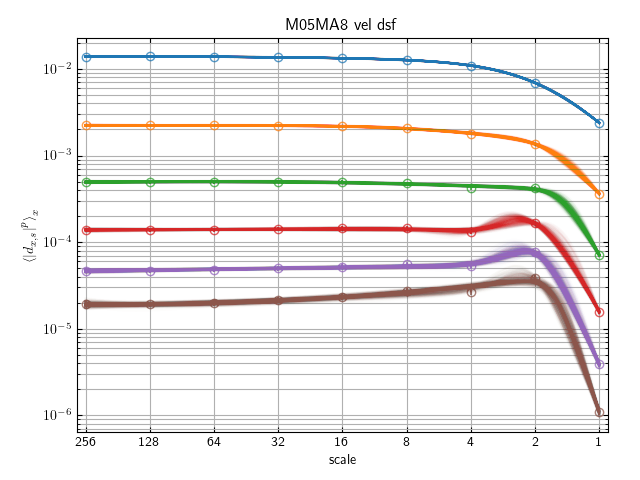 M05MA8 vel dsf
⟨|d_{x,s}|^p⟩_x
10^{-2}
10^{-3}
10^{-4}
10^{-5}
10^{-6}
256 128 64 32 16 8 4 2 1
scale